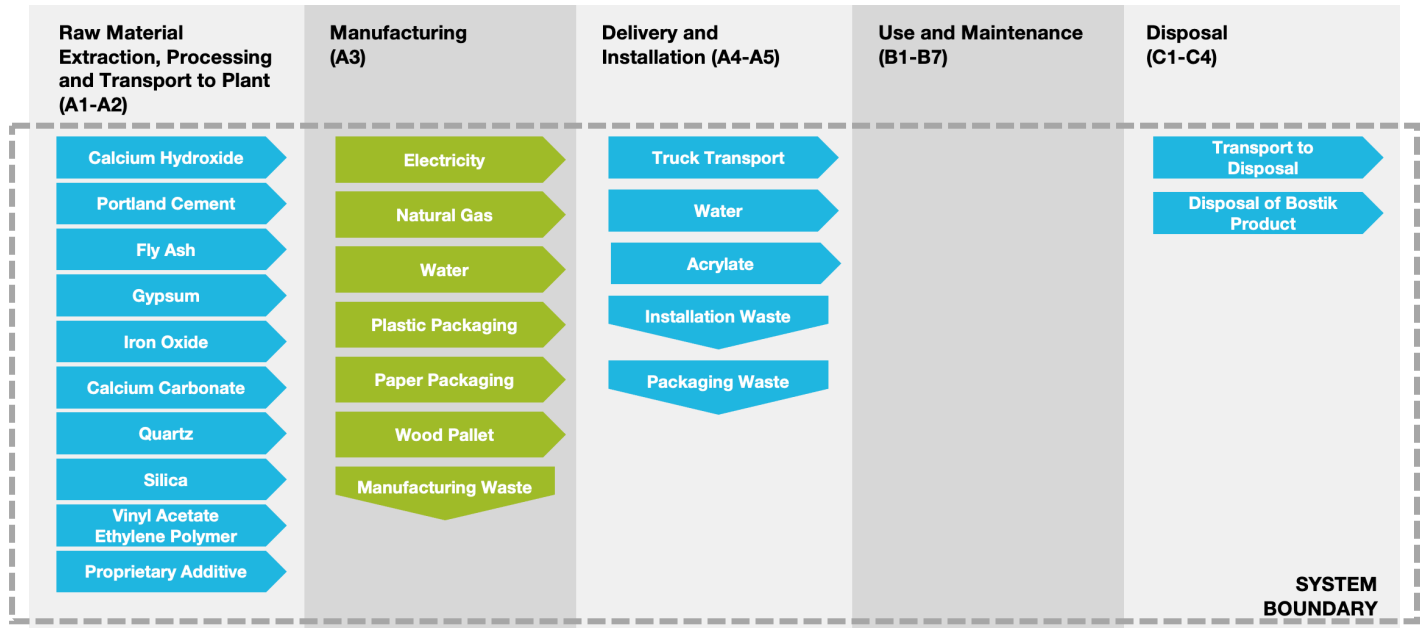 Raw Material
Extraction, Processing
and Transport to Plant
(A1-A2)
Calcium Hydroxide
Portland Cement
Fly Ash
Gypsum
Iron Oxide
Calcium Carbonate
Quartz
Silica
Vinyl Acetate
Ethylene Polymer
Proprietary Additive
Manufacturing
(A3)
Electricity
Natural Gas
Water
Plastic Packaging
Paper Packaging
Wood Pallet
Manufacturing Waste
Delivery and
Installation (A4-A5)
Truck Transport
Water
Acrylate
Installation Waste
Packaging Waste
Use and Maintenance
(B1-B7)
Disposal
(C1-C4)
Transport to
Disposal
Disposal of Bostik
Product
SYSTEM
BOUNDARY